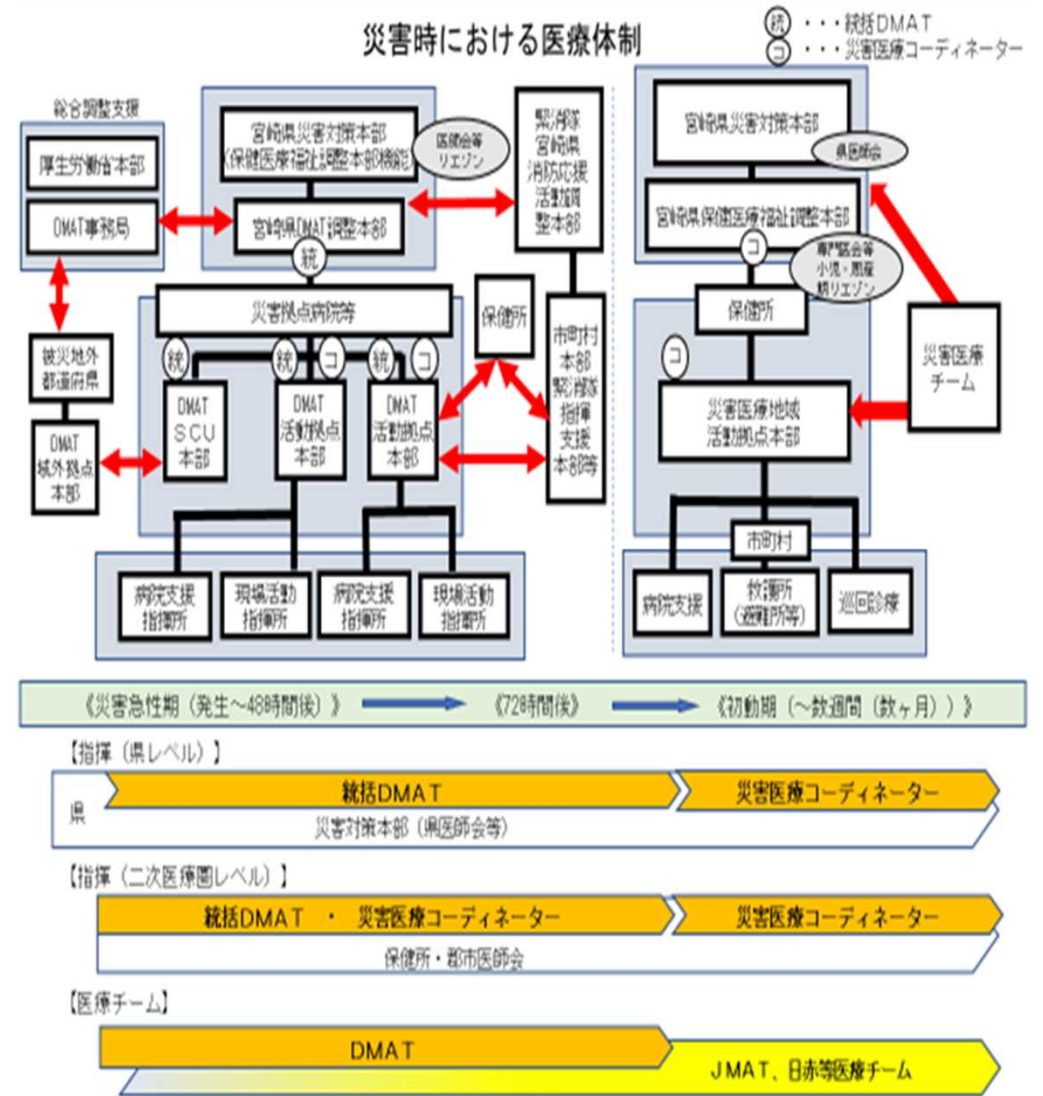 災害時における医療体制
統・・・統括DMAT
コ・・・災害医療コーディネーター
総合調整支援
厚生労働省本部
DMAT事務局
被災地外
都道府県
DMAT
域外拠点
本部
宮崎県災害対策本部
(保健医療福祉調整本部機能)
医師会等
リエゾン
宮崎県DMAT調整本部
統
緊消隊
宮崎県
消防応援
活動調
整本部
災害拠点病院等
保健所
市町村
本部
緊消隊
指揮
支援
本部等
統
統
コ
統
コ
DMAT
SCU
本部
DMAT
活動拠点
本部
DMAT
活動拠点
本部
病院支援
指揮所
現場活動
指揮所
病院支援
指揮所
現場活動
指揮所
宮崎県災害対策本部
県医師会
宮崎県保健医療福祉調整本部
コ
専門医会等
小児・周産
期リエゾン
保健所
コ
災害医療地域
活動拠点本部
災害医療
チーム
市町村
病院支援
救護所
(避難所等)
巡回診療
《災害急性期(発生~48時間後)》
《72時間後》
《初動期(~数週間(数ヶ月))》
【指揮(県レベル)】
県
統括DMAT
災害医療コーディネーター
災害対策本部(県医師会等)
【指揮(二次医療圏レベル)】
統括DMAT ・ 災害医療コーディネーター
災害医療コーディネーター
保健所・郡市医師会
【医療チーム】
DMAT
JMAT、日赤等医療チーム